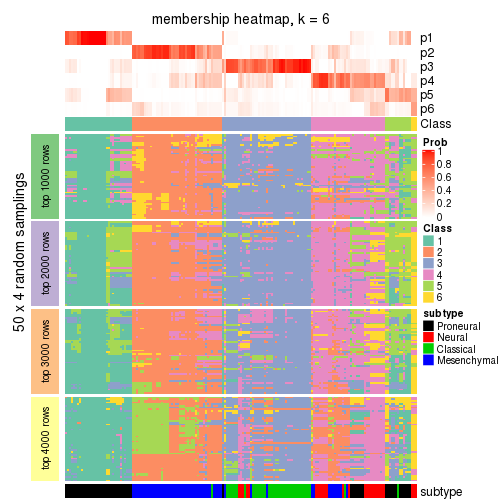 membership heatmap, k = 6
p1
p2
p3
p4
p5
p6
Class
50 x 4 random samplings
top 1000 rows
top 2000 rows
top 3000 rows
top 4000 rows
Prob
1
0.8
0.6
0.4
0.2
0
Class
1
2
3
4
5
6
subtype
Proneural
Neural
Classical
Mesenchymal
subtype